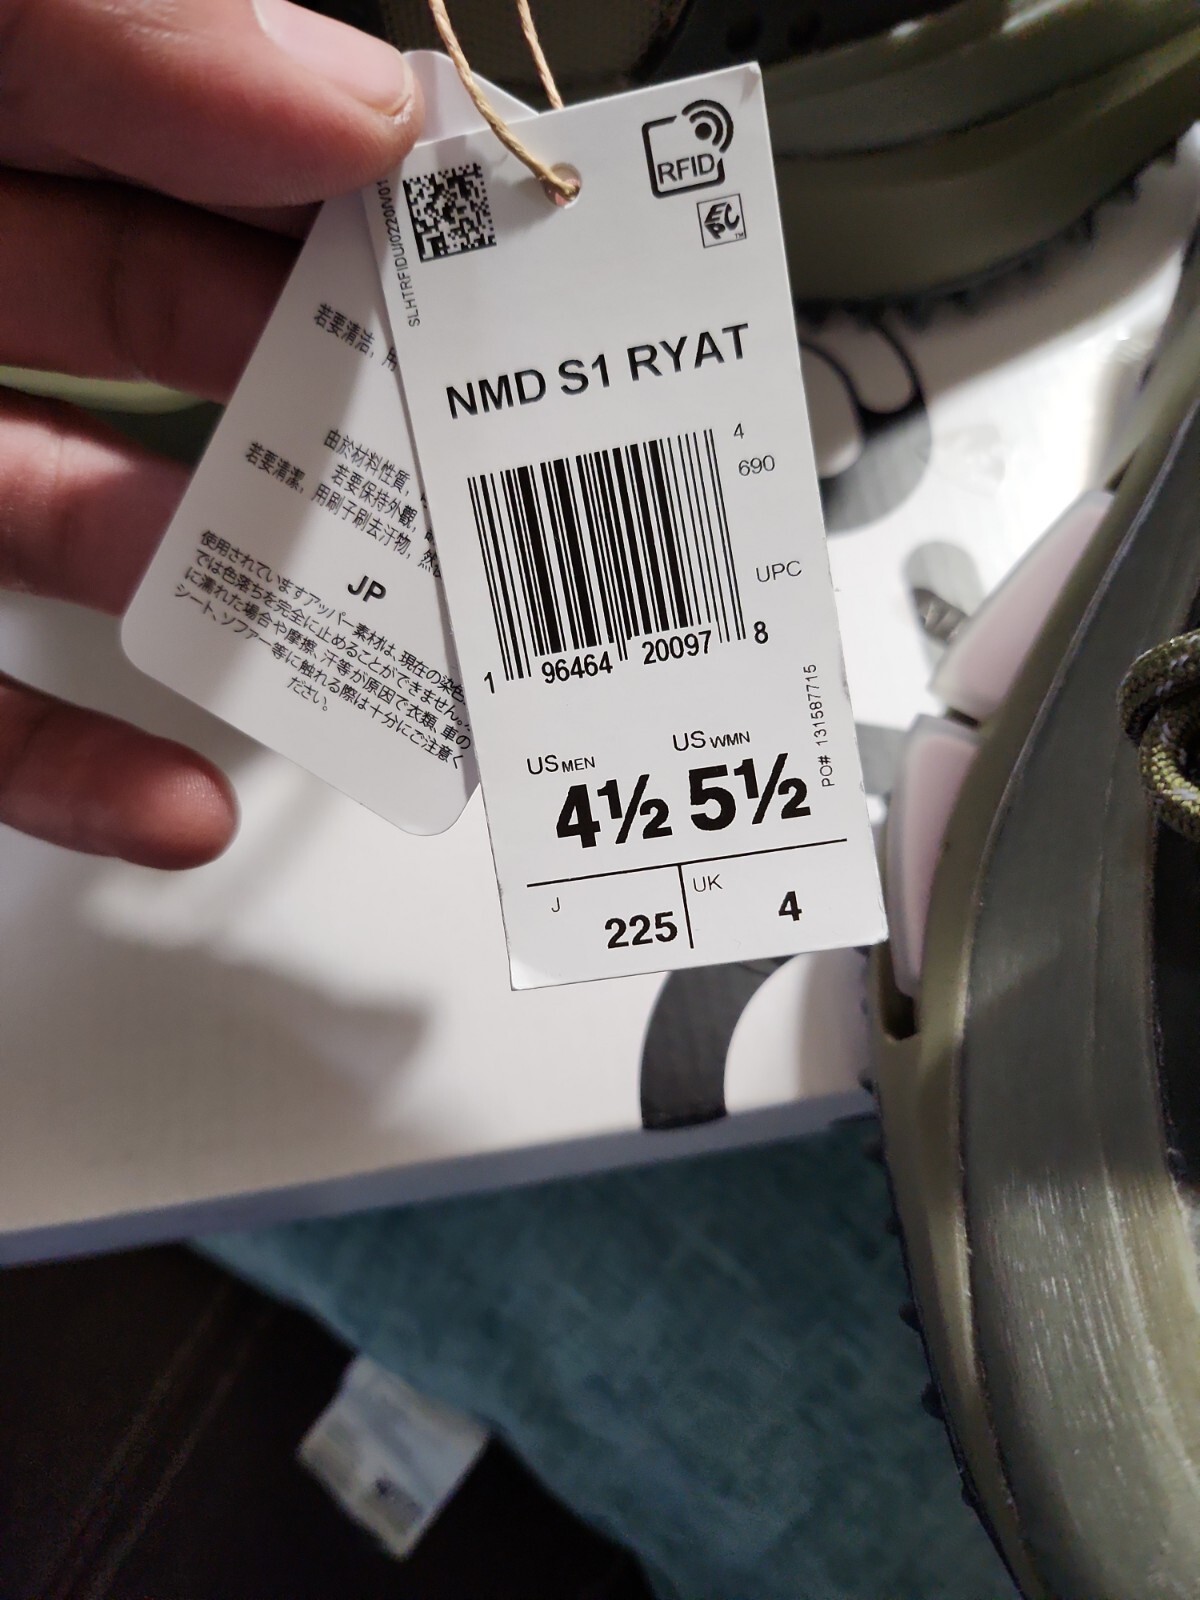 RFID
EPC
TM
NMD S1 RYAT
4
690
UPC
1 96464 20097 8
PO# 131587715
US MEN
US WMN
4½ 5½
J
225
UK
4
若要清洁，用
由於材料性質，
若要保持外觀，
若要清潔，
用刷子刷去汙物，然
JP
使用されていますアッパー素材は、現在の染色
では色落ちを完全に止めることができません。
に濡れた場合や摩擦、汗等が原因で衣類、車の
シート、ソファー等に触れる際は十分にご注意く
ださい。